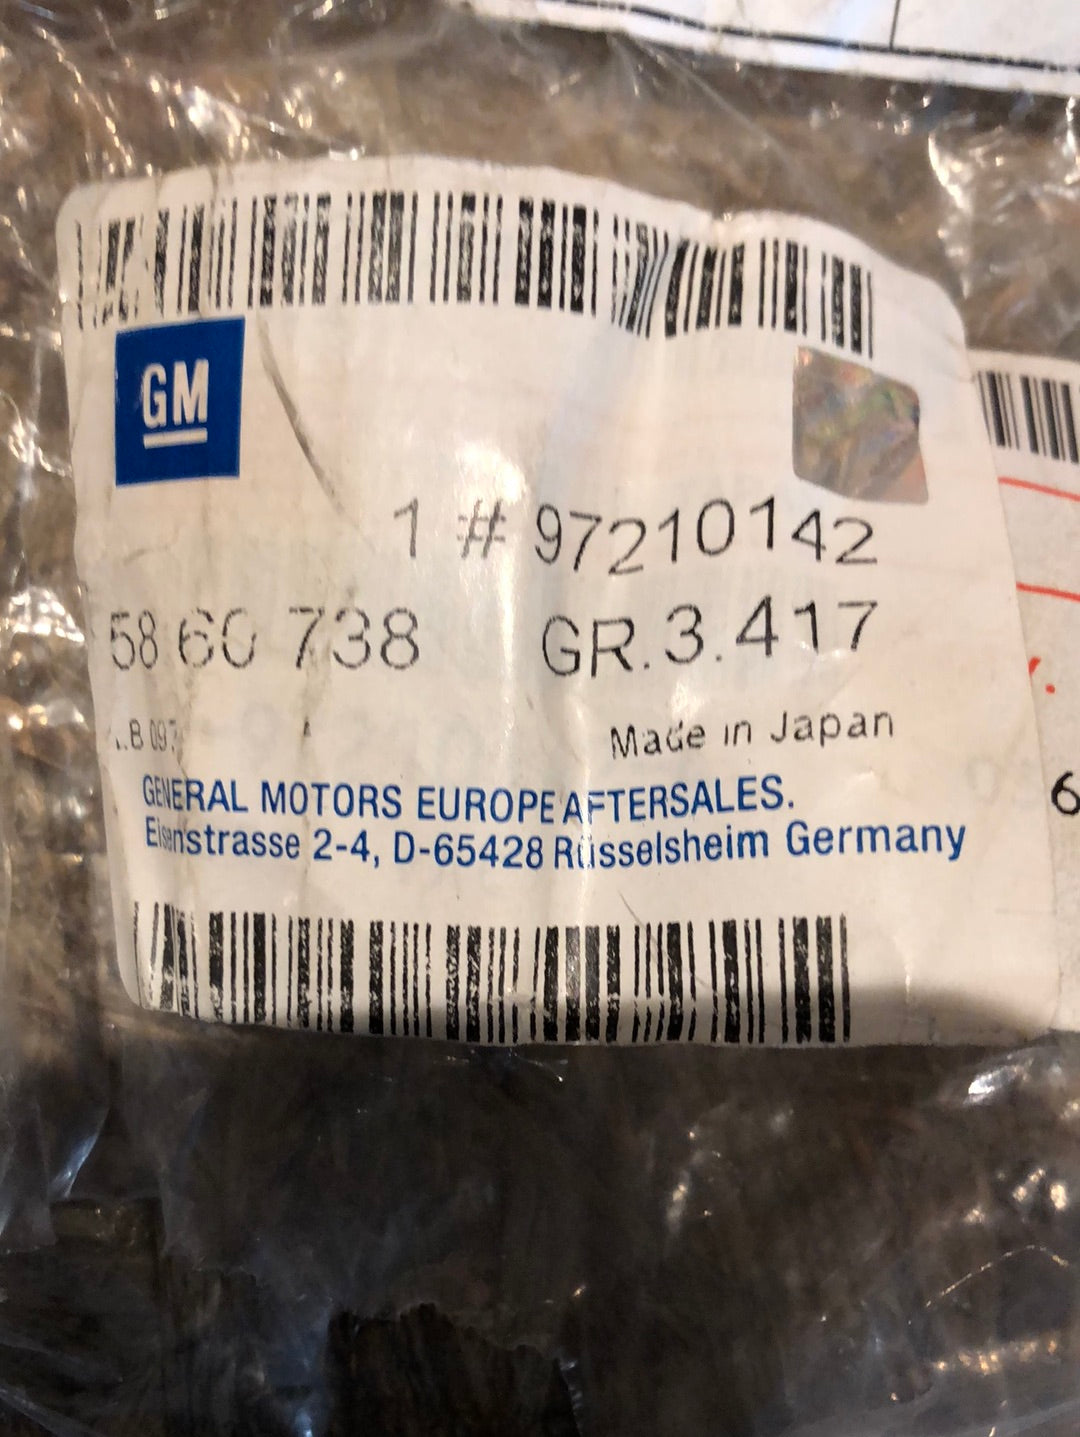 GM
1 # 97210142
58 60 738 GR.3.417
Made in Japan
GENERAL MOTORS EUROPE AFTERSALES.
Eisenstrasse 2-4, D-65428 Rüsselsheim Germany
6